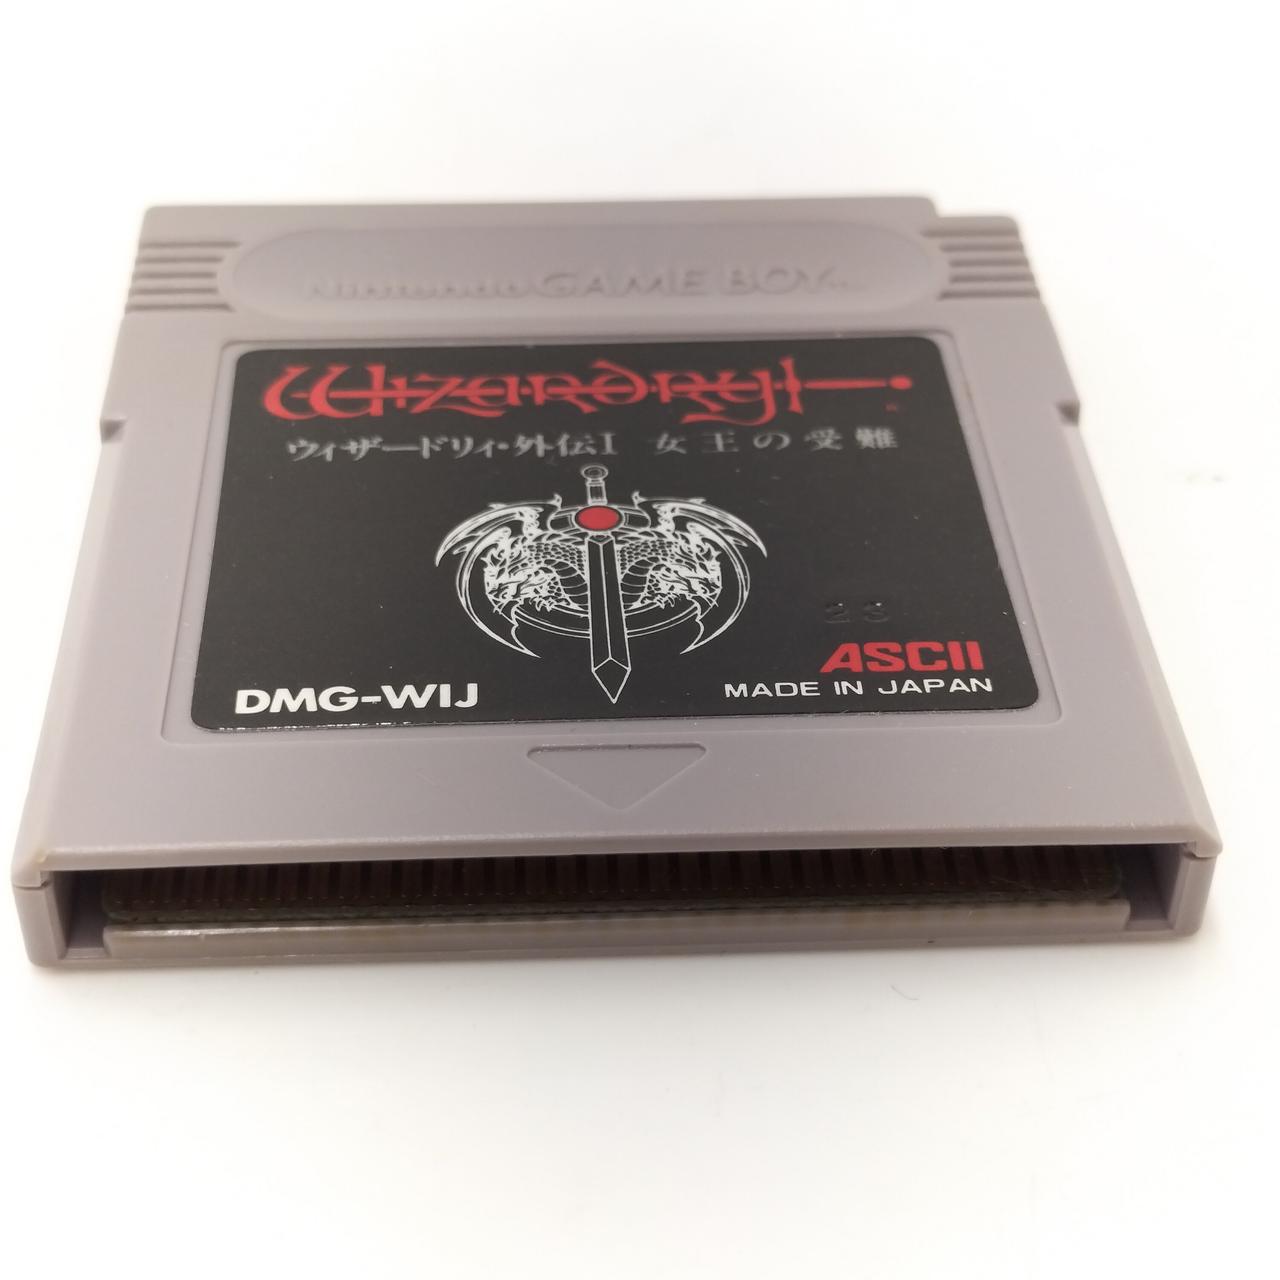 Nintendo GAME BOY™
Wizardry
ウィザードリィ・外伝I 女王の受難
23
ASCII
DMG-WIJ
MADE IN JAPAN